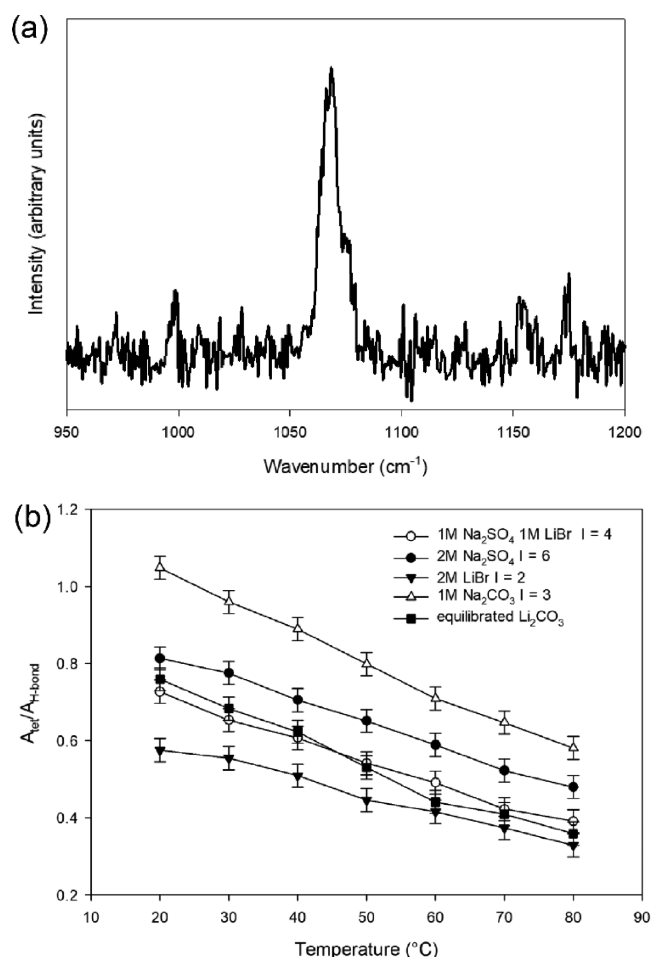 (a)
Intensity (arbitrary units)
950
1000
1050
1100
1150
1200
Wavenumber (cm⁻¹)
(b)
1M Na₂SO₄ 1M LiBr I = 4
2M Na₂SO₄ I = 6
2M LiBr I = 2
1M Na₂CO₃ I = 3
equilibrated Li₂CO₃
A_tet/A_H-bond
1.2
1.0
0.8
0.6
0.4
0.2
10
20
30
40
50
60
70
80
90
Temperature (°C)